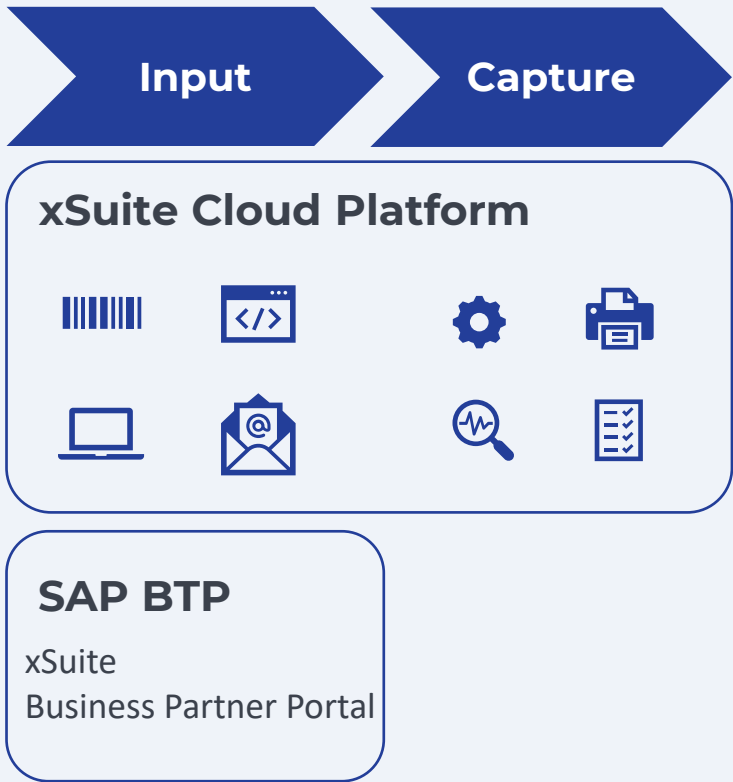 Input
Capture
xSuite Cloud Platform
</>
@
SAP BTP
xSuite
Business Partner Portal